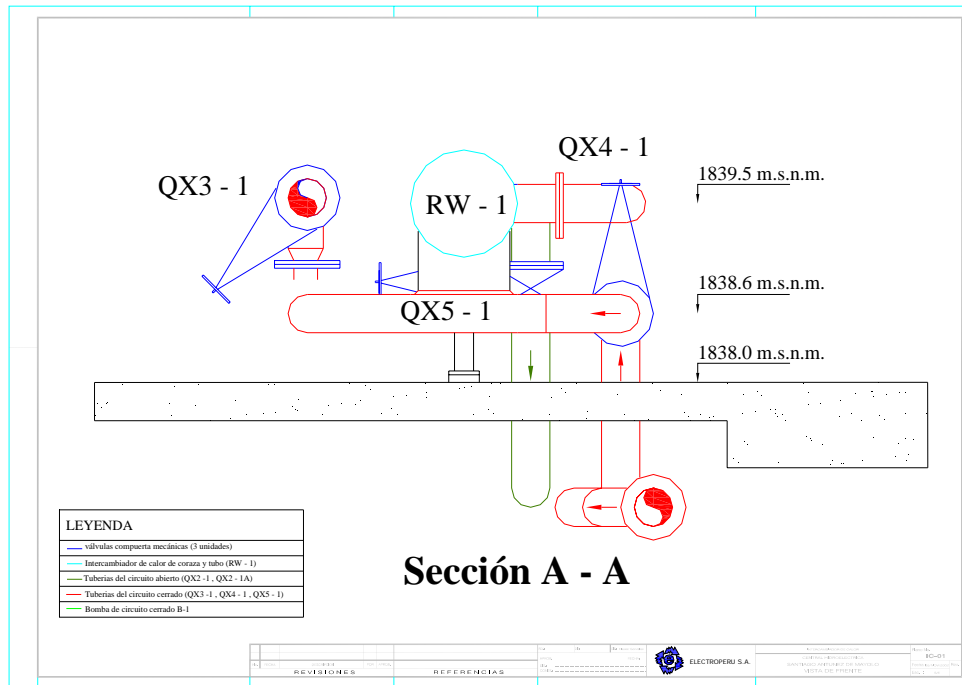 QX4 - 1
QX3 - 1
1839.5 m.s.n.m.
RW - 1
1838.6 m.s.n.m.
QX5 - 1
1838.0 m.s.n.m.
LEYENDA
válvulas compuerta mecánicas (3 unidades)
Intercambiador de calor de coraza y tubo (RW - 1)
Tuberias del circuito abierto (QX2 -1 , QX2 - 1A)
Tuberias del circuito cerrado (QX3 -1 , QX4 - 1 , QX5 - 1)
Bomba de circuito cerrado B-1
Sección A - A
REVISIONES
REFERENCIAS
ELECTROPERU S.A.
VISTA DE FRENTE
IC-01